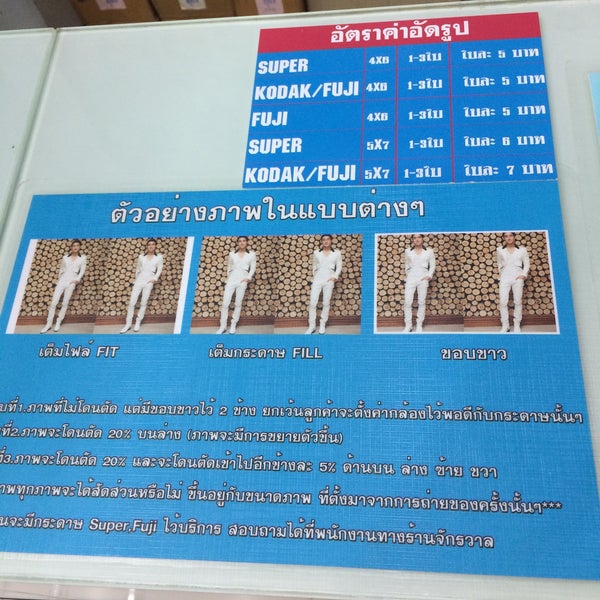 อัตราค่าอัดรูป
SUPER 4X6 1-3ใบ ใบละ 5 บาท
KODAK/FUJI 4X6 1-3ใบ ใบละ 5 บาท
FUJI 4X6 1-3ใบ ใบละ 5 บาท
SUPER 5X7 1-3ใบ ใบละ 6 บาท
KODAK/FUJI 5X7 1-3ใบ ใบละ 7 บาท
ตัวอย่างภาพในแบบต่างๆ
เต็มไฟล์ FIT เต็มกระดาษ FILL ขอบขาว
บที่1.ภาพที่ไม่โดนตัด แต่มีขอบขาวไว้ 2 ข้าง ยกเว้นลูกค้าจะตั้งค่ากล้องไว้พอดีกับกระดาษนั้นๆ
ที่2.ภาพจะโดนตัด 20% บนล่าง (ภาพจะมีการขยายตัวขึ้น)
ที่3.ภาพจะโดนตัด 20% และจะโดนตัดเข้าไปอีกข้างละ 5% ด้านบน ล่าง ซ้าย ขวา
าพทุกภาพจะได้สัดส่วนหรือไม่ ขึ้นอยู่กับขนาดภาพ ที่ตั้งมาจากการถ่ายของครั้งนั้นๆ***
นจะมีกระดาษ Super,Fuji ไว้บริการ สอบถามได้ที่พนักงานทางร้านจักรวาล